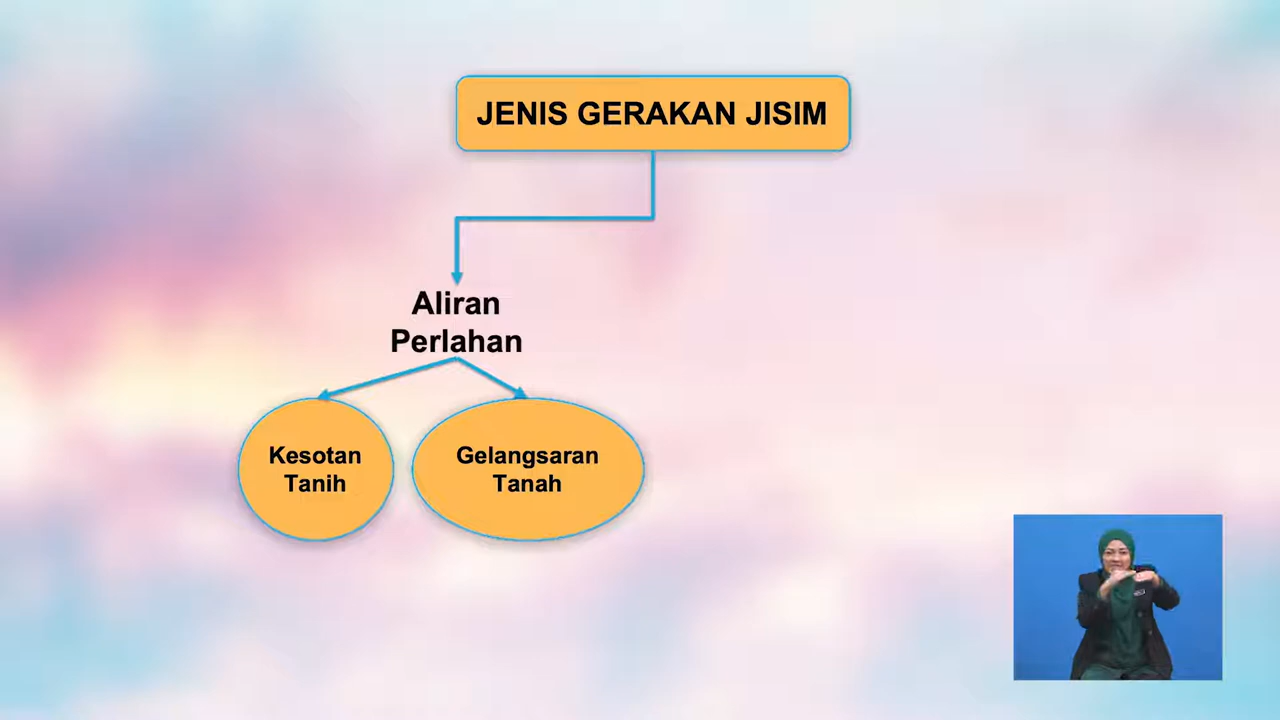 JENIS GERAKAN JISIM
Aliran
Perlahan
Kesotan
Tanih
Gelangsaran
Tanah